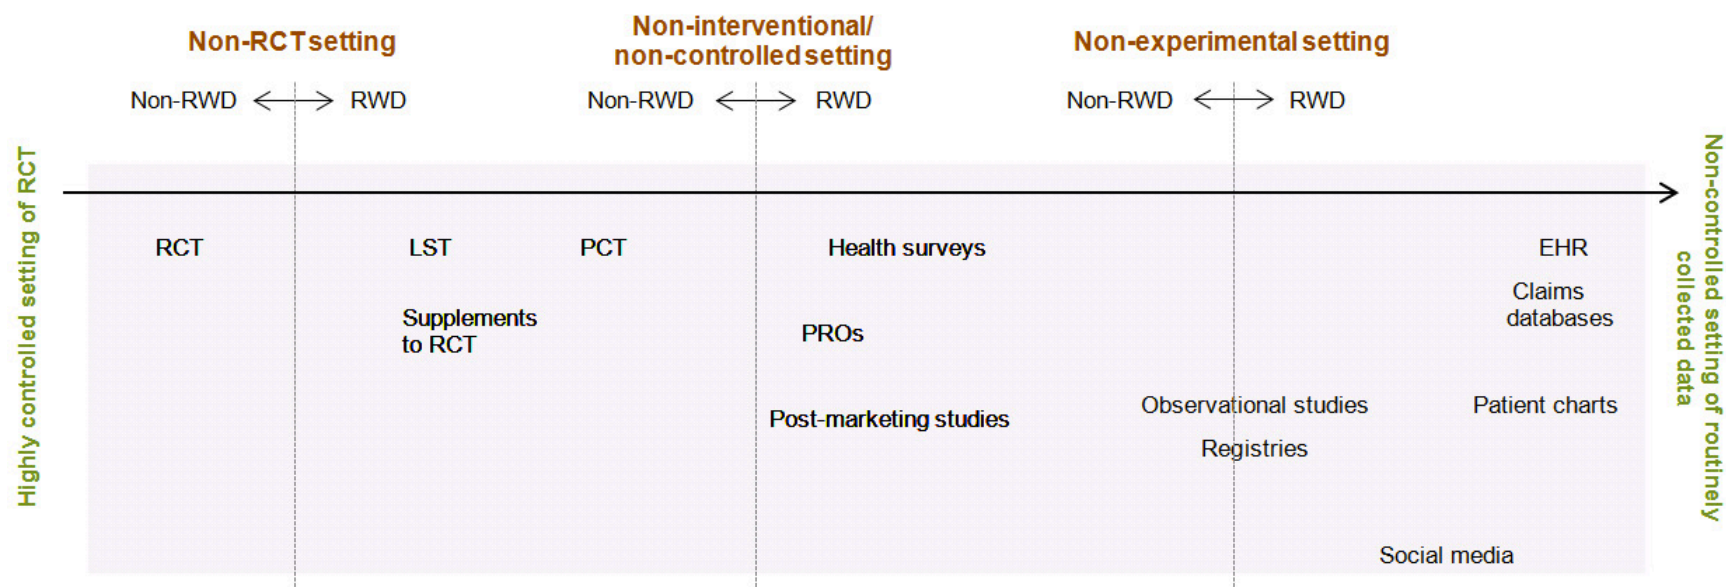 Non-RCT setting
Non-interventional/
non-controlled setting
Non-experimental setting
Non-RWD
RWD
Non-RWD
RWD
Non-RWD
RWD
Highly controlled setting of RCT
Non-controlled setting of routinely
collected data
RCT
LST
PCT
Health surveys
EHR
Claims
databases
Supplements
to RCT
PROs
Post-marketing studies
Observational studies
Patient charts
Registries
Social media